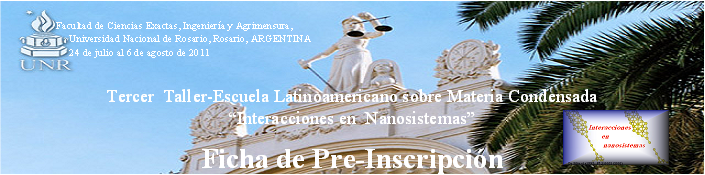 Facultad de Ciencias Exactas, Ingeniería y Agrimensura,
Universidad Nacional de Rosario, Rosario, ARGENTINA
24 de julio al 6 de agosto de 2011
UNR
Tercer Taller-Escuela Latinoamericano sobre Materia Condensada
“Interacciones en Nanosistemas”
Interacciones
en
nanosistemas
Ficha de Pre-Inscripción